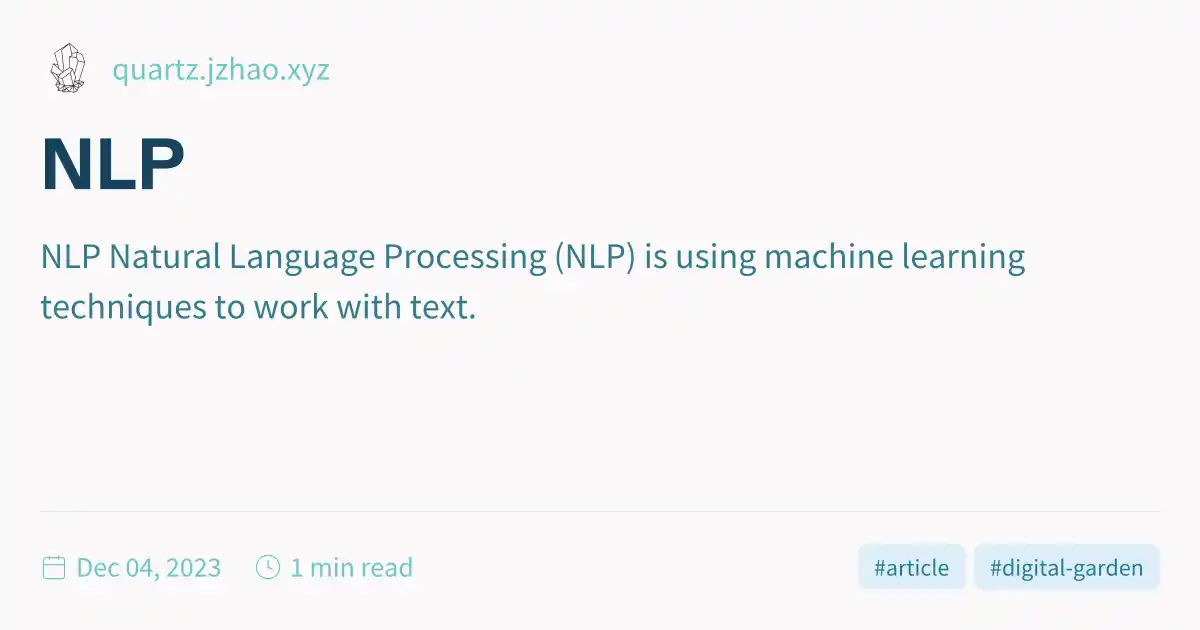 quartz.jzhao.xyz
NLP
NLP Natural Language Processing (NLP) is using machine learning
techniques to work with text.
Dec 04, 2023 1 min read #article #digital-garden